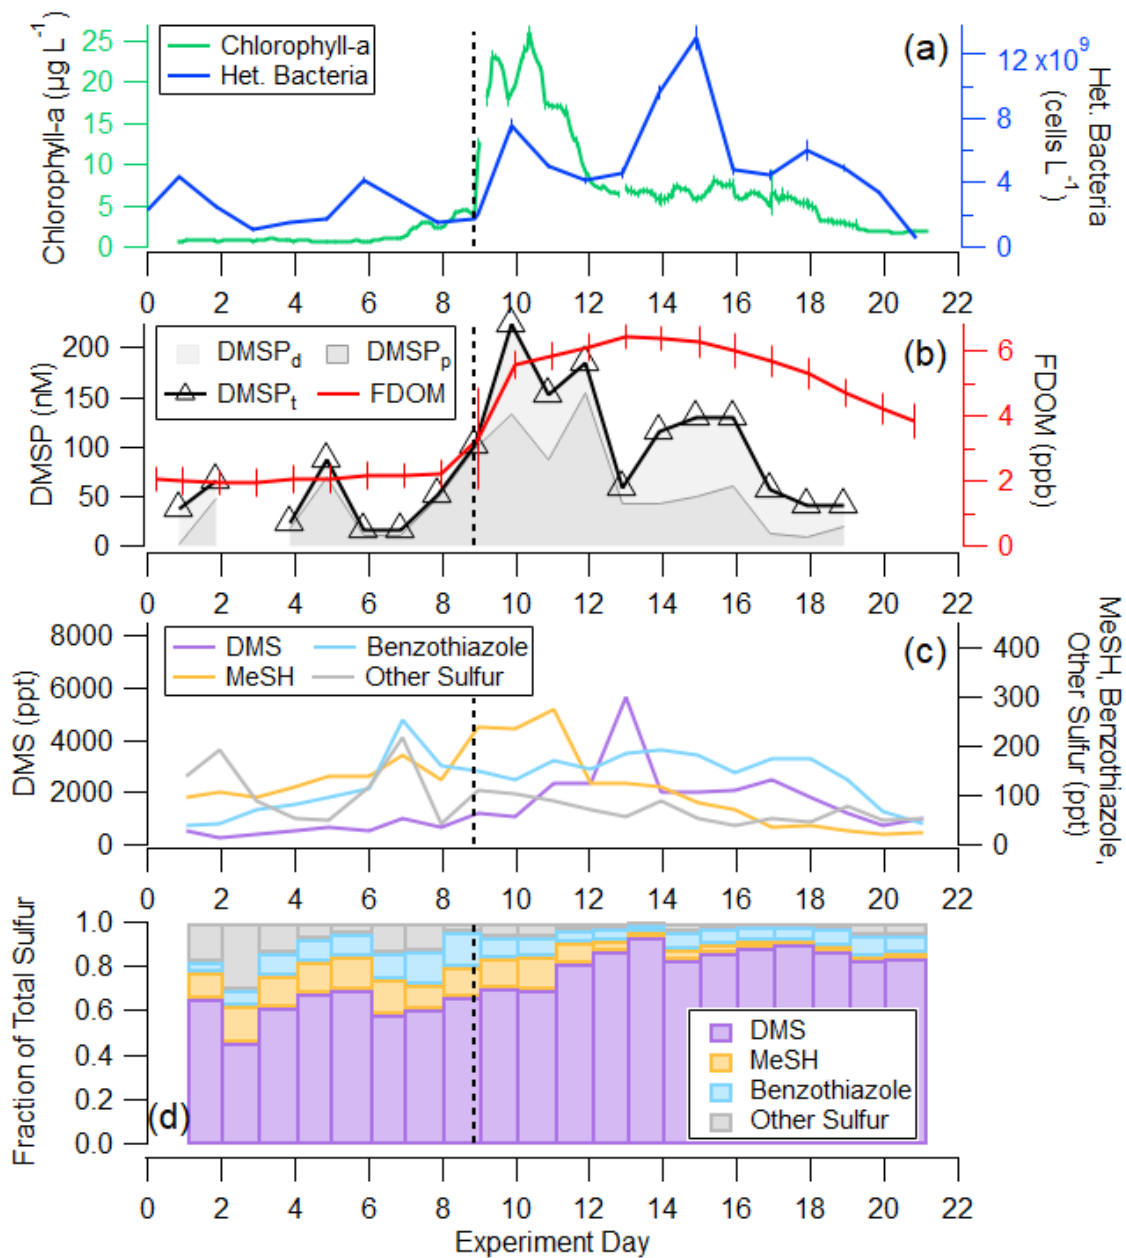 Chlorophyll-a
Het. Bacteria
(a)
Chlorophyll-a (µg L⁻¹)
25
20
15
10
5
0
12 x10⁹
8
4
0
Het. Bacteria
(cells L⁻¹)
0 2 4 6 8 10 12 14 16 18 20 22
DMSP_d DMSP_p
DMSP_t FDOM
(b)
DMSP (nM)
200
150
100
50
0
6
4
2
0
FDOM (ppb)
0 2 4 6 8 10 12 14 16 18 20 22
DMS Benzothiazole
MeSH Other Sulfur
(c)
DMS (ppt)
8000
6000
4000
2000
0
400
300
200
100
0
MeSH, Benzothiazole,
Other Sulfur (ppt)
0 2 4 6 8 10 12 14 16 18 20 22
Fraction of Total Sulfur
1.0
0.8
0.6
0.4
0.2
0.0
(d)
DMS
MeSH
Benzothiazole
Other Sulfur
0 2 4 6 8 10 12 14 16 18 20 22
Experiment Day